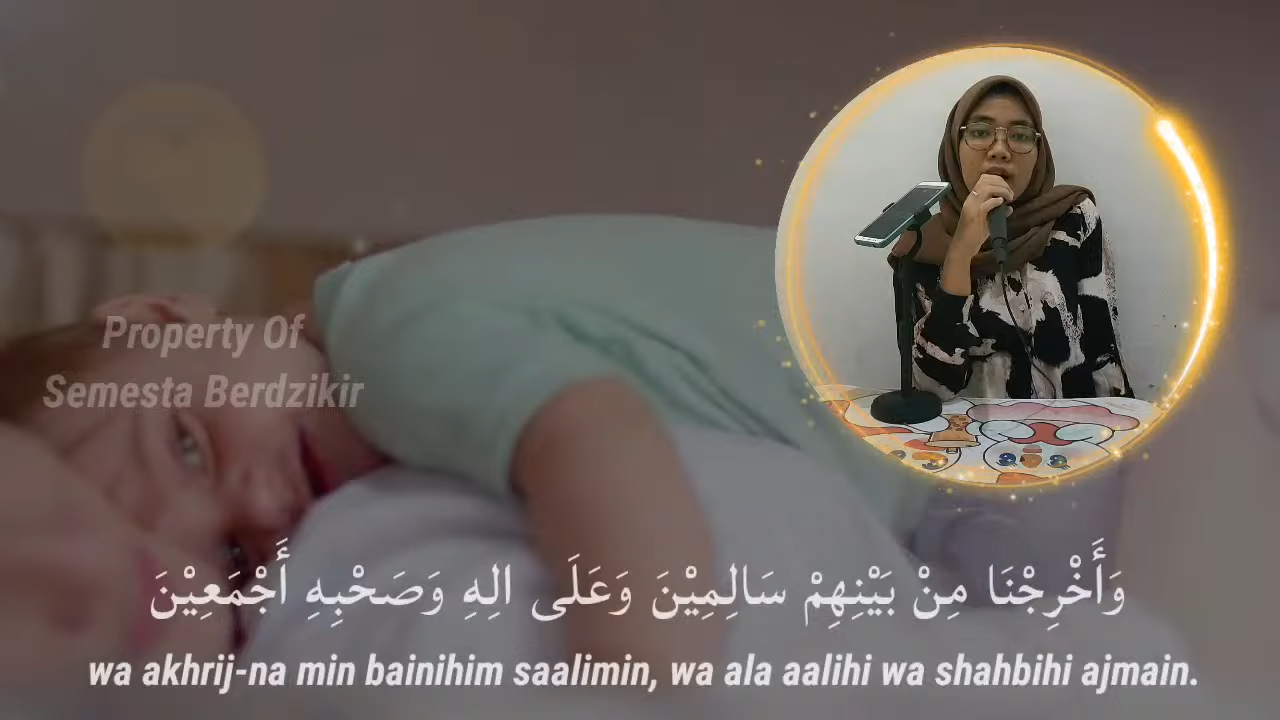 Property Of
Semesta Berdzikir
وَأَخْرِجْنَا مِنْ بَيْنِهِمْ سَالِمِيْنَ وَعَلَى الِهِ وَصَحْبِهِ أَجْمَعِيْنَ
wa akhrij-na min bainihim saalimin, wa ala aalihi wa shahbihi ajmain.